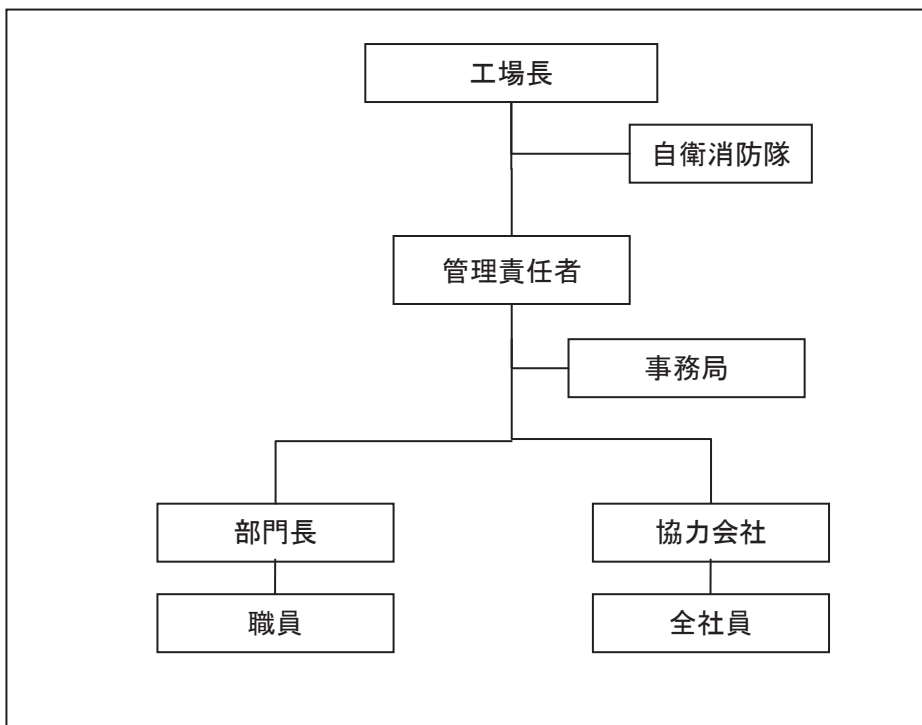 工場長
自衛消防隊
管理責任者
事務局
部門長
協力会社
職員
全社員